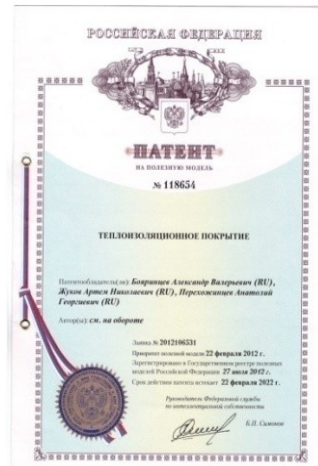 РОССИЙСКАЯ ФЕДЕРАЦИЯ
ПАТЕНТ
НА ПОЛЕЗНУЮ МОДЕЛЬ
№ 118654
ТЕПЛОИЗОЛЯЦИОННОЕ ПОКРЫТИЕ
Патентообладатель(ли): Бояринцев Александр Валерьевич (RU),
Жуков Артем Николаевич (RU), Перехожинцев Анатолий
Георгиевич (RU)
Автор(ы): см. на обороте
Заявка № 2012106531
Приоритет полезной модели 22 февраля 2012 г.
Зарегистрировано в Государственном реестре полезных
моделей Российской Федерации 27 июля 2012 г.
Срок действия патента истекает 22 февраля 2022 г.
Руководитель Федеральной службы
по интеллектуальной собственности
Б.П. Симонов